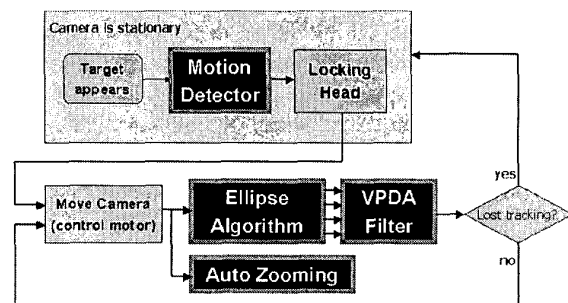 Camera is stationary
Target
appears
Motion
Detector
Locking
Head
Move Camera
(control motor)
Ellipse
Algorithm
VPDA
Filter
Lost tracking?
yes
no
Auto Zooming